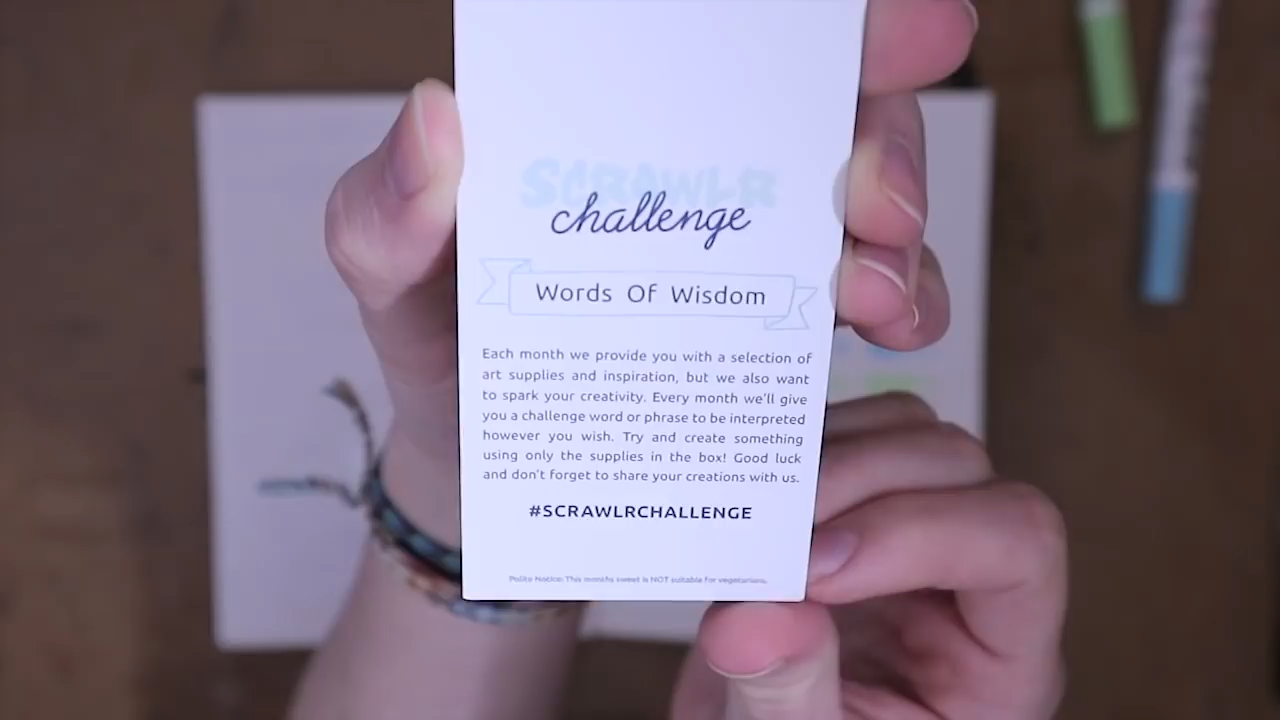 SCRAWLR
challenge
Words Of Wisdom
Each month we provide you with a selection of
art supplies and inspiration, but we also want
to spark your creativity. Every month we'll give
you a challenge word or phrase to be interpreted
however you wish. Try and create something
using only the supplies in the box! Good luck
and don't forget to share your creations with us.
#SCRAWLRCHALLENGE
Polite Notice: This months sweet is NOT suitable for vegetarians.